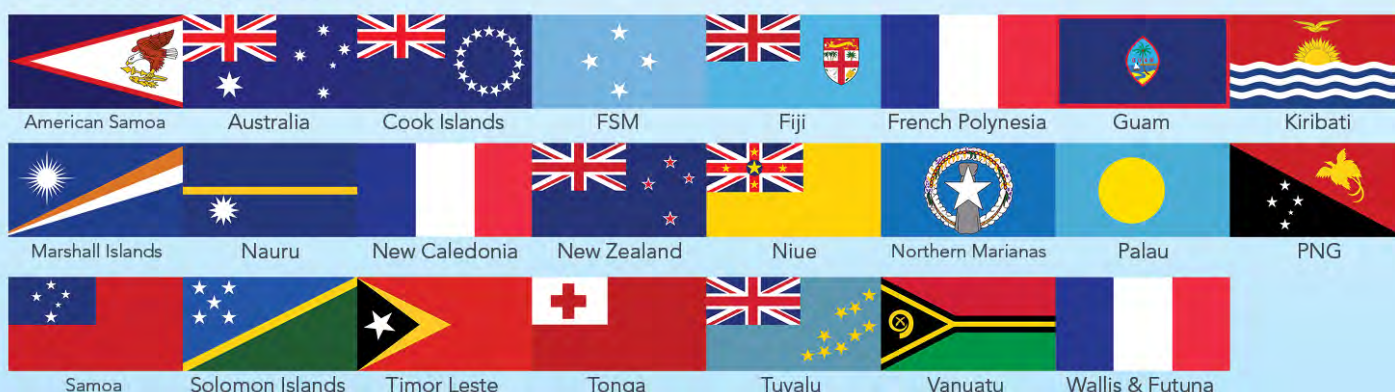 American Samoa Australia Cook Islands FSM Fiji French Polynesia Guam Kiribati
Marshall Islands Nauru New Caledonia New Zealand Niue Northern Marianas Palau PNG
Samoa Solomon Islands Timor Leste Tonga Tuvalu Vanuatu Wallis & Futuna